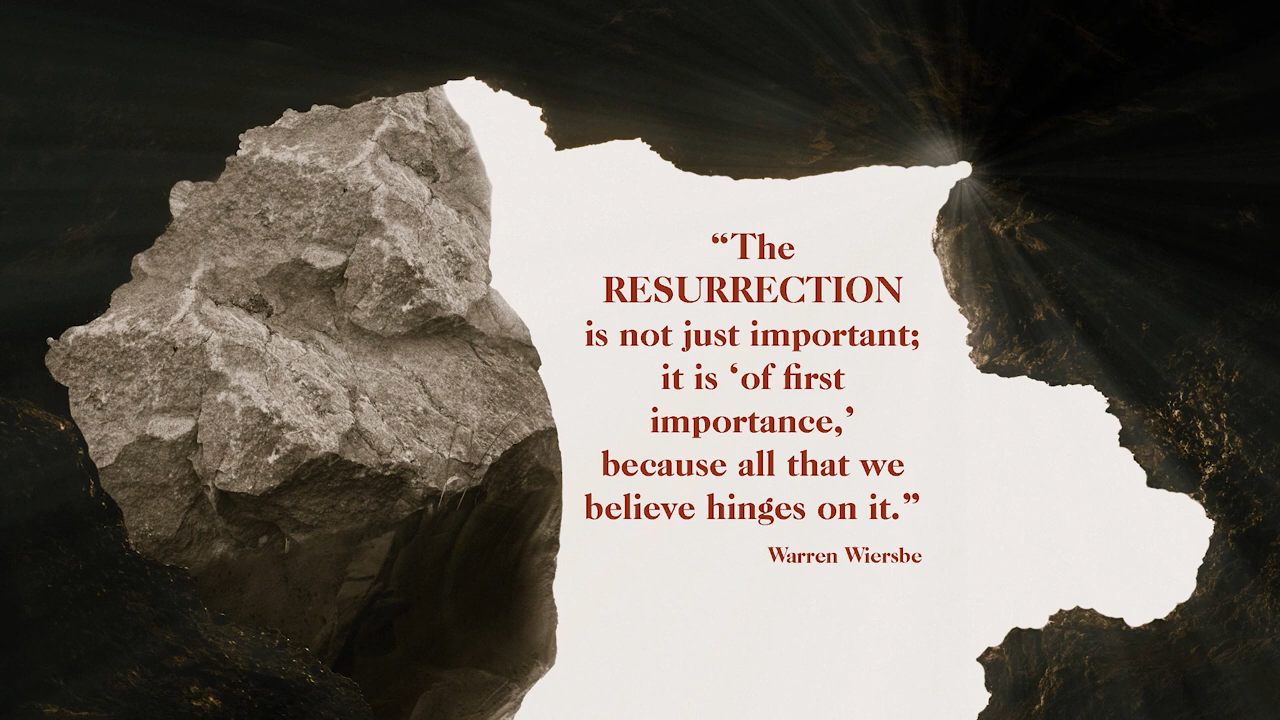 “The
RESURRECTION
is not just important;
it is ‘of first
importance,’
because all that we
believe hinges on it.”
Warren Wiersbe